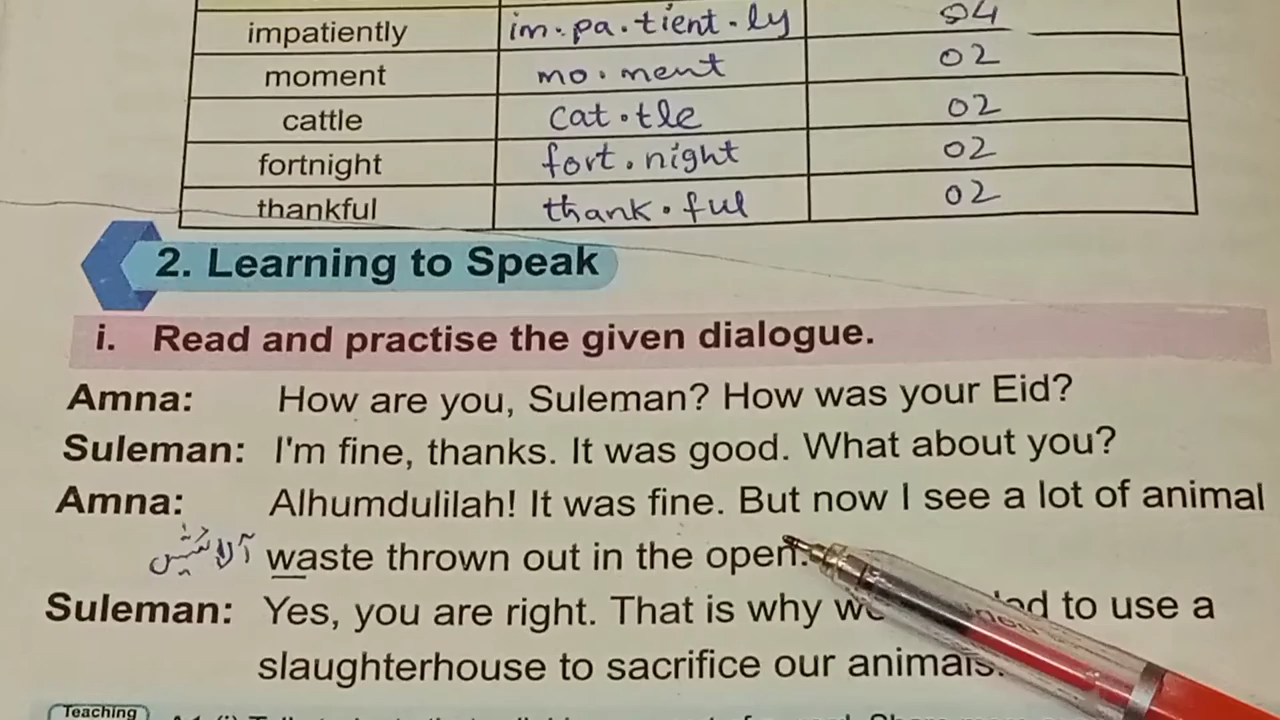 impatiently im·pa·tient·ly 04
moment mo·ment 02
cattle cat·tle 02
fortnight fort·night 02
thankful thank·ful 02
2. Learning to Speak
i. Read and practise the given dialogue.
Amna: How are you, Suleman? How was your Eid?
Suleman: I'm fine, thanks. It was good. What about you?
Amna: Alhumdulilah! It was fine. But now I see a lot of animal
آلائشیں waste thrown out in the open.
Suleman: Yes, you are right. That is why to use a
slaughterhouse to sacrifice our animals.
Teaching